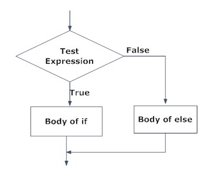 Test
Expression
False
True
Body of if
Body of else